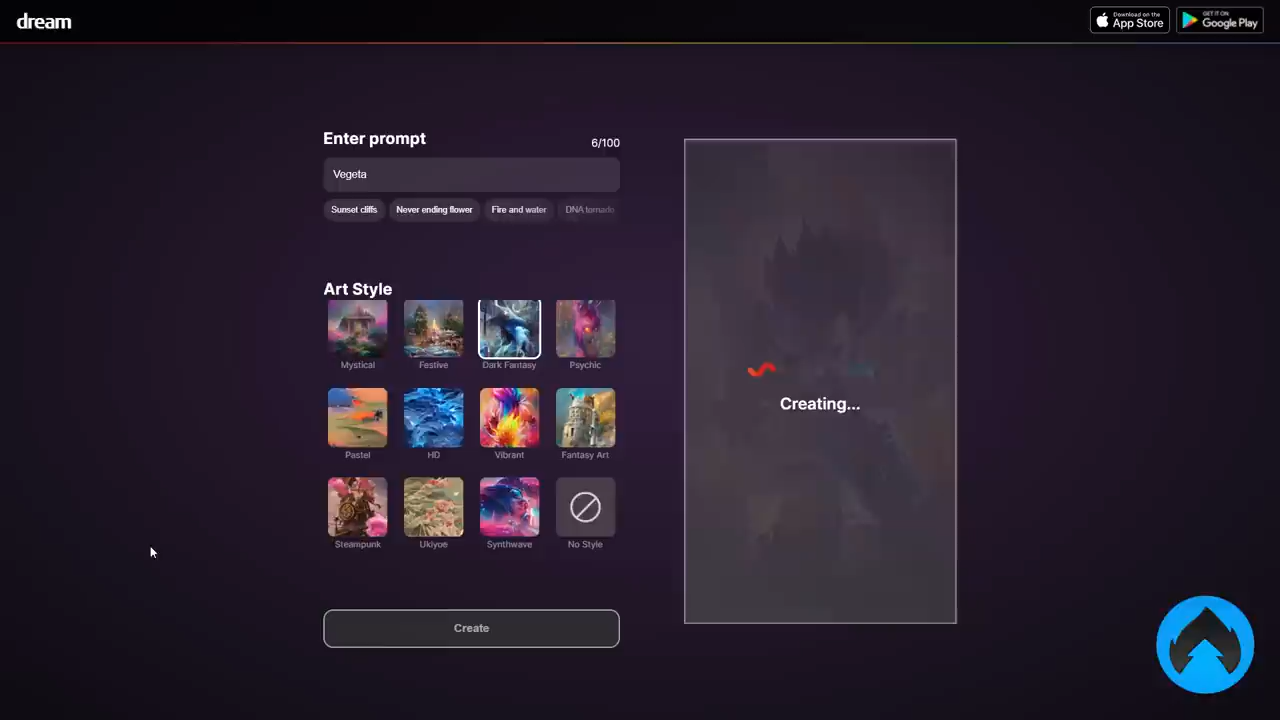 dream
Download on the
App Store
GET IT ON
Google Play
Enter prompt
6/100
Vegeta
Sunset cliffs
Never ending flower
Fire and water
DNA tornado
Art Style
Mystical
Festive
Dark Fantasy
Psychic
Pastel
HD
Vibrant
Fantasy Art
Steampunk
Ukiyoe
Synthwave
No Style
Create
Creating...